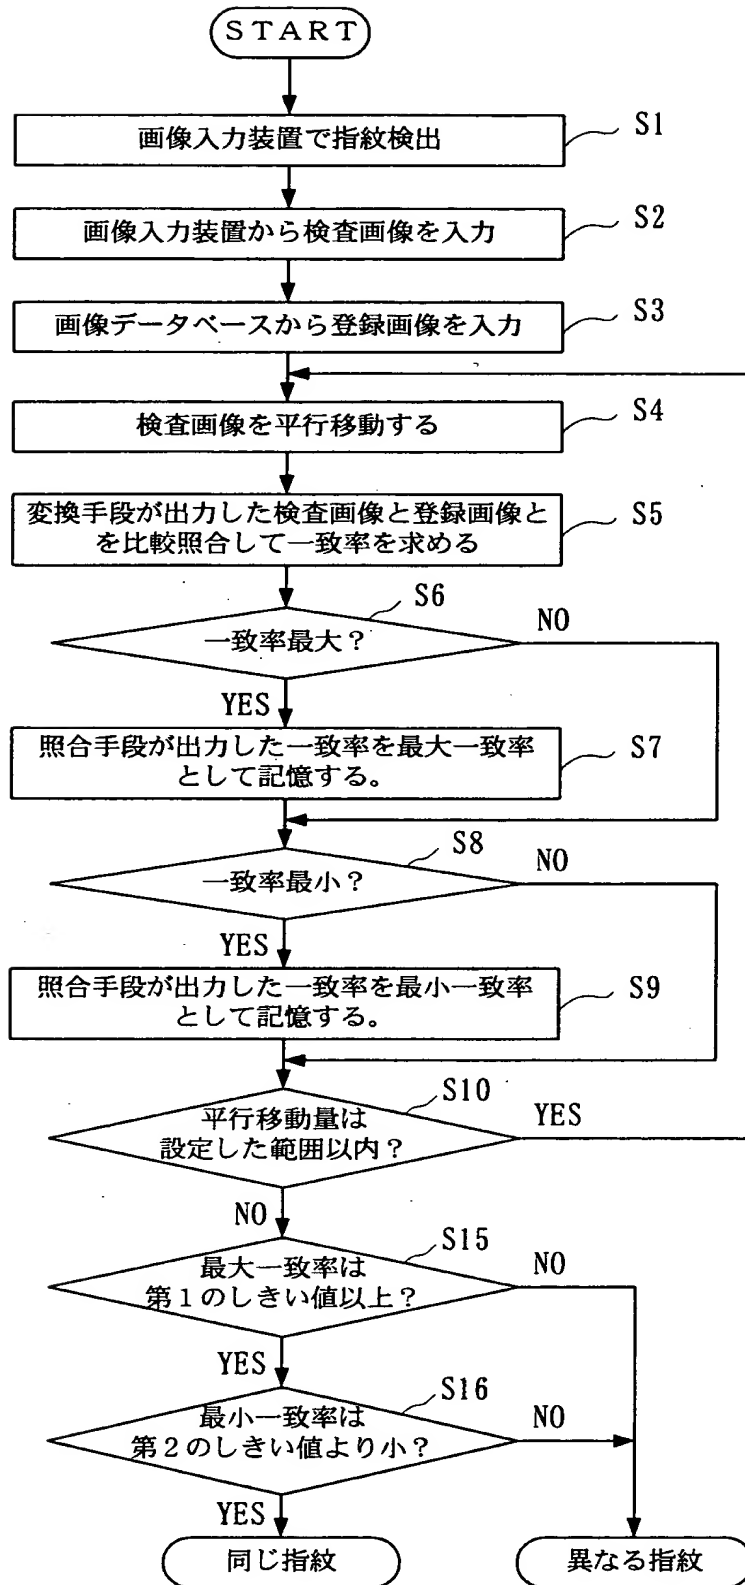 START
画像入力装置で指紋検出
S1
画像入力装置から検査画像を入力
S2
画像データベースから登録画像を入力
S3
検査画像を平行移動する
S4
変換手段が出力した検査画像と登録画像と
を比較照合して一致率を求める
S5
S6
一致率最大?
NO
YES
照合手段が出力した一致率を最大一致率
として記憶する。
S7
S8
一致率最小?
NO
YES
照合手段が出力した一致率を最小一致率
として記憶する。
S9
S10
平行移動量は
設定した範囲以内?
YES
NO
S15
最大一致率は
第1のしきい値以上?
NO
YES
S16
最小一致率は
第2のしきい値より小?
NO
YES
同じ指紋
異なる指紋